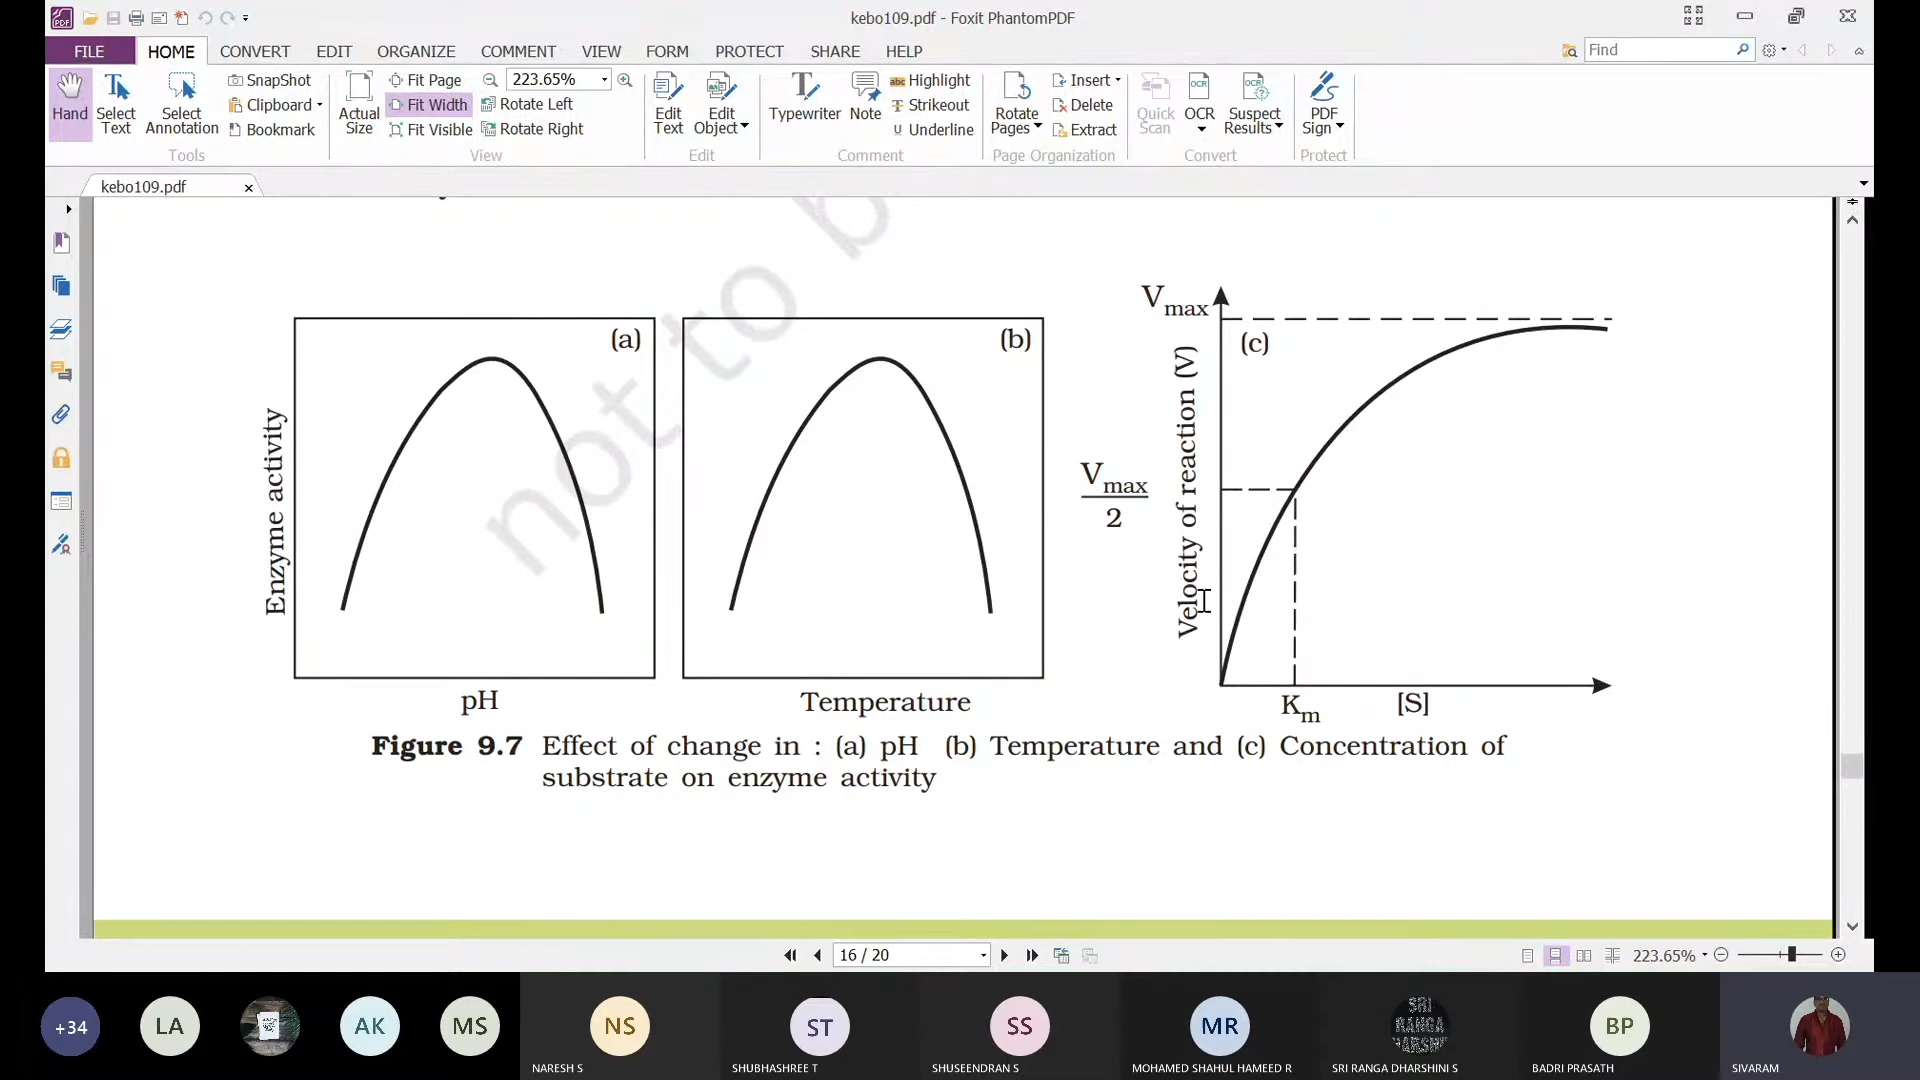 kebo109.pdf - Foxit PhantomPDF
FILE HOME CONVERT EDIT ORGANIZE COMMENT VIEW FORM PROTECT SHARE HELP Find
Hand Select Text Select Annotation SnapShot Clipboard Bookmark
Actual Size Fit Page Fit Width Fit Visible 223.65% Rotate Left Rotate Right
Edit Text Edit Object Typewriter Note Highlight Strikeout Underline
Rotate Pages Insert Delete Extract Quick Scan OCR Suspect Results PDF Sign
Tools View Edit Comment Page Organization Convert Protect
kebo109.pdf
not to b
Enzyme activity
(a)
pH
(b)
Temperature
Vmax
(c)
Velocity of reaction (V)
Vmax
2
Km [S]
Figure 9.7 Effect of change in : (a) pH (b) Temperature and (c) Concentration of
substrate on enzyme activity
16 / 20 223.65%
+34 LA AK MS NS ST SS MR SRI RANGA BP
NARESH S SUBHASHREE T SHUSEENDRAN S MOHAMED SHAHUL HAMEED R SRI RANGA DHARSHINI S BADRI PRASATH SIVARAM